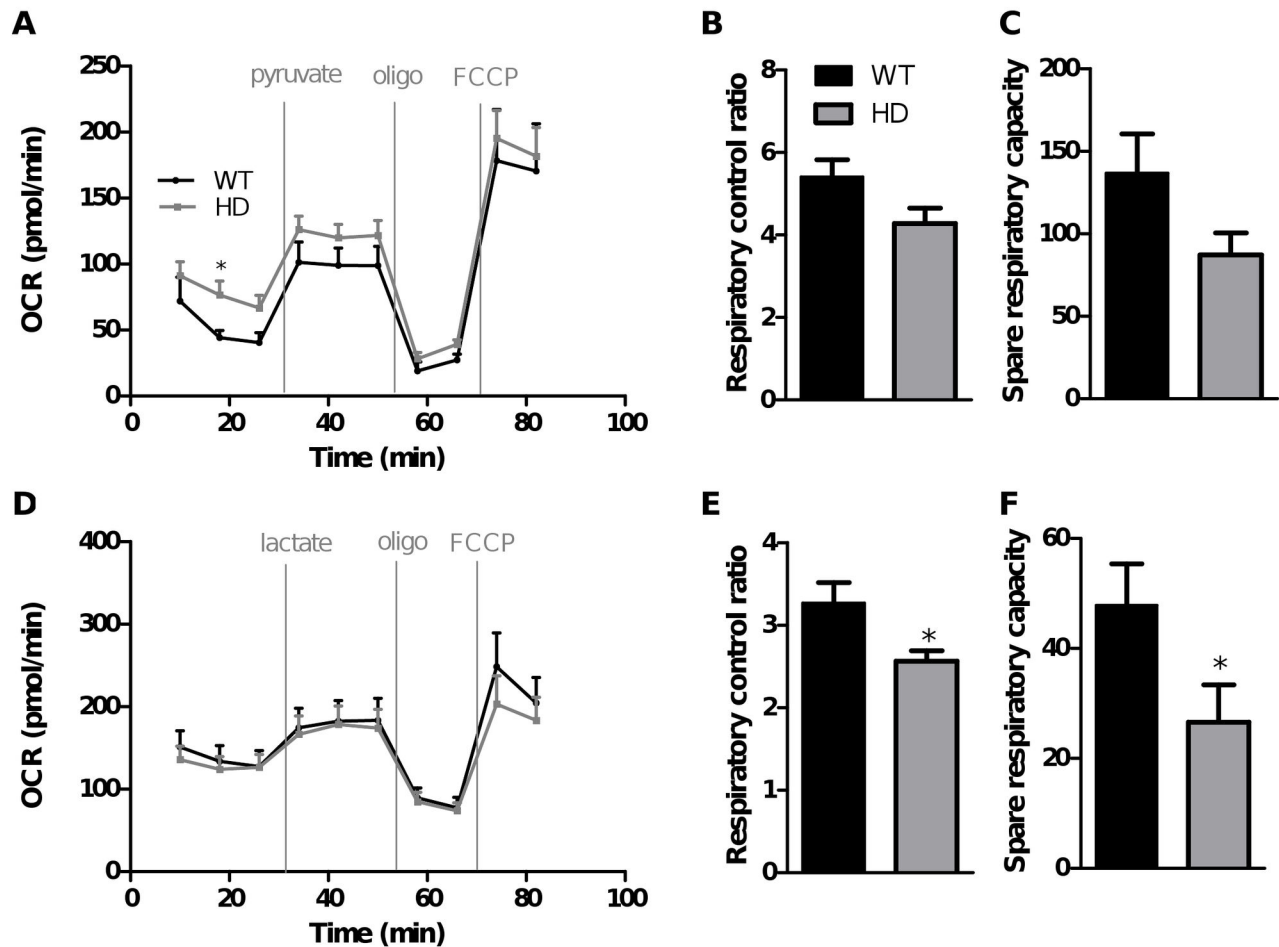 A
250
200
150
100
50
0
OCR (pmol/min)
pyruvate oligo FCCP
WT
HD
*
0 20 40 60 80 100
Time (min)
B
8
6
4
2
0
Respiratory control ratio
WT
HD
C
200
150
100
50
0
Spare respiratory capacity
D
400
300
200
100
0
OCR (pmol/min)
lactate oligo FCCP
0 20 40 60 80 100
Time (min)
E
4
3
2
1
0
Respiratory control ratio
*
F
60
40
20
0
Spare respiratory capacity
*